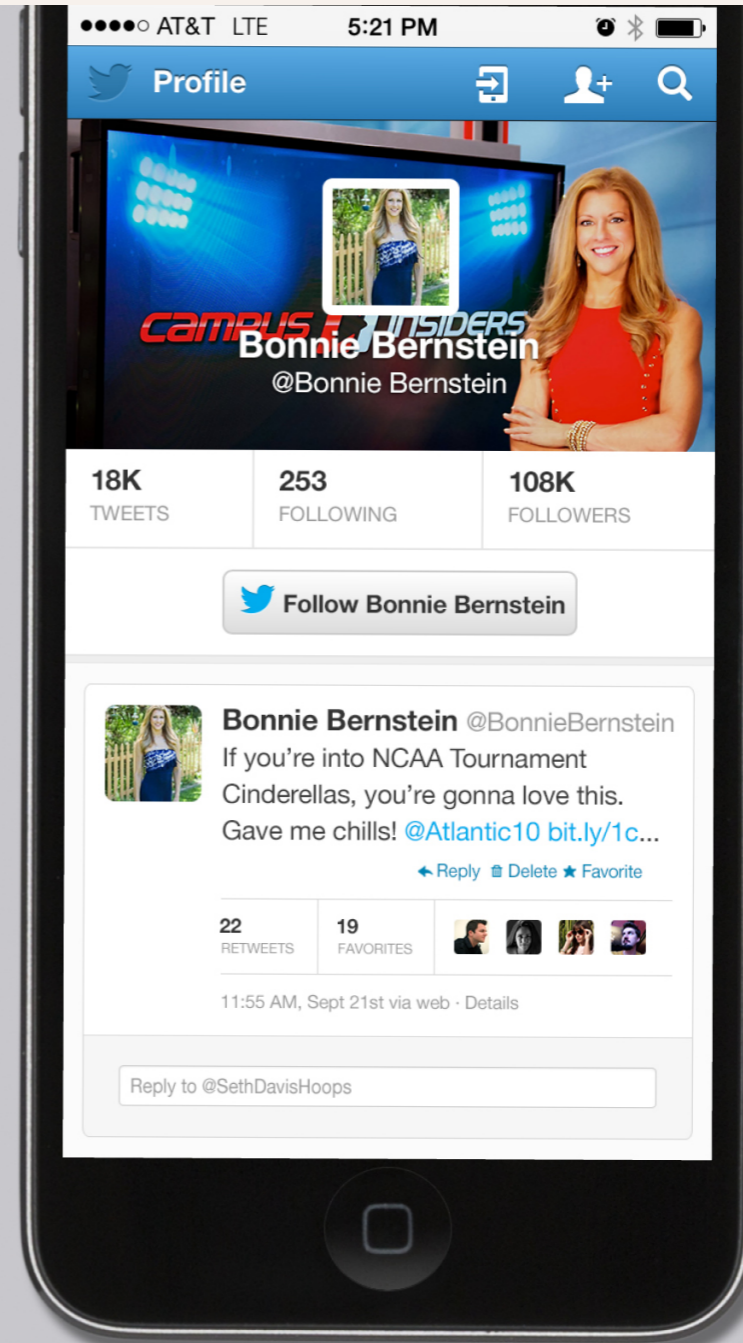 AT&T LTE 5:21 PM
Profile
CAMPUS INSIDERS
Bonnie Bernstein
@Bonnie Bernstein
18K 253 108K
TWEETS FOLLOWING FOLLOWERS
Follow Bonnie Bernstein
Bonnie Bernstein @BonnieBernstein
If you’re into NCAA Tournament
Cinderellas, you’re gonna love this.
Gave me chills! @Atlantic10 bit.ly/1c...
Reply Delete Favorite
22 19
RETWEETS FAVORITES
11:55 AM, Sept 21st via web · Details
Reply to @SethDavisHoops